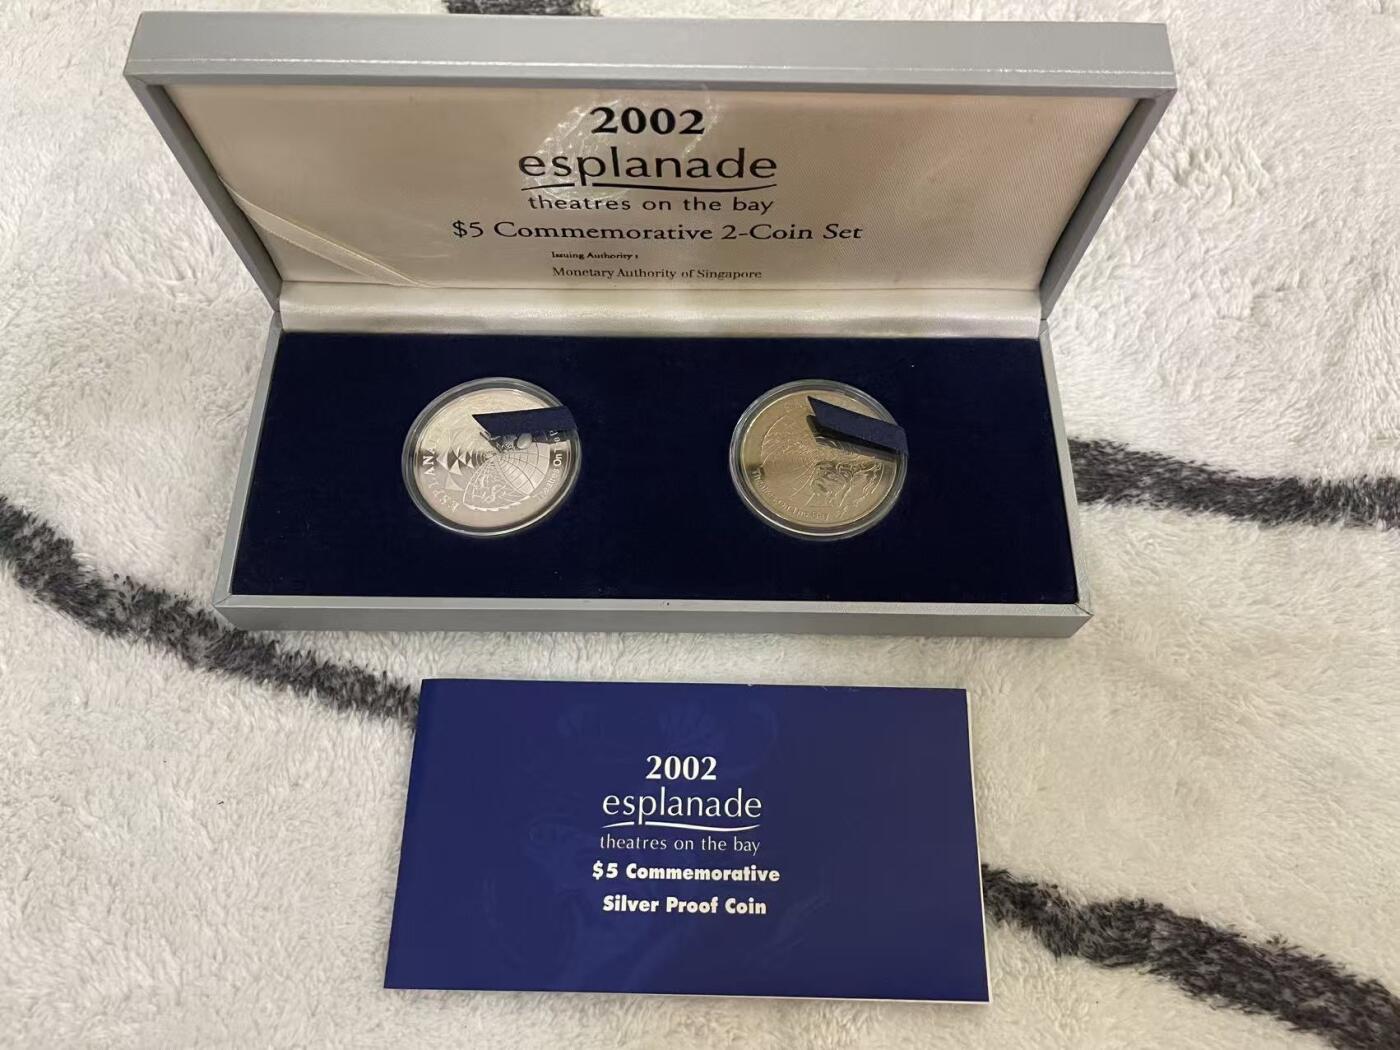 2002
esplanade
theatres on the bay
$5 Commemorative 2-Coin Set
Issuing Authority :
Monetary Authority of Singapore
2002
esplanade
theatres on the bay
$5 Commemorative
Silver Proof Coin